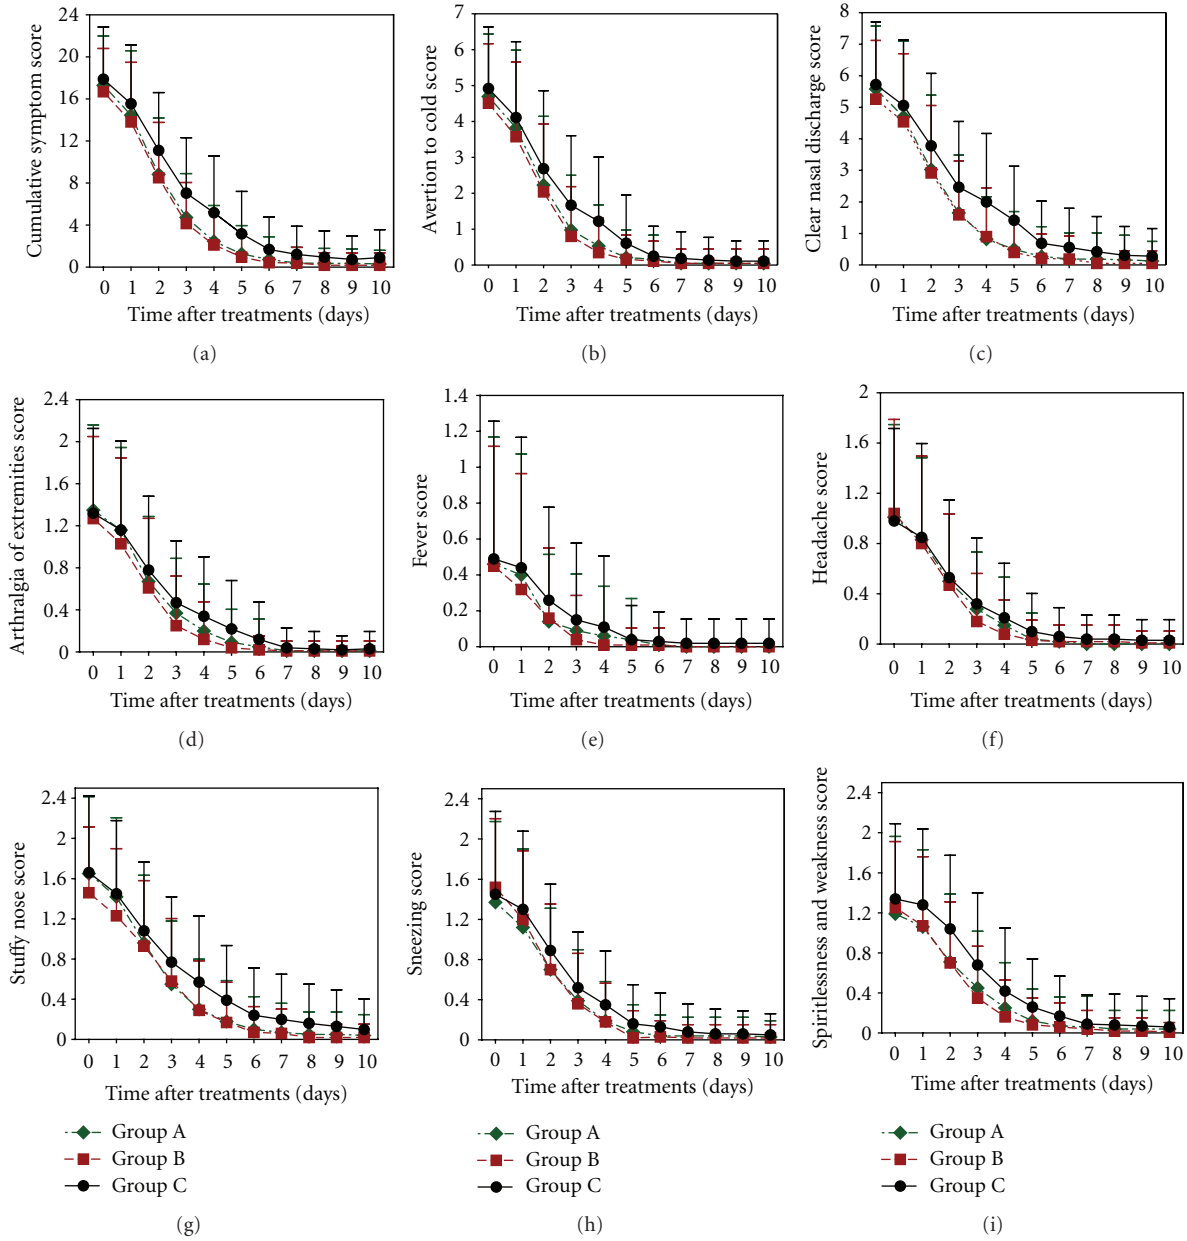 Cumulative symptom score
24
20
16
12
8
4
0
0 1 2 3 4 5 6 7 8 9 10
Time after treatments (days)
(a)
Avertion to cold score
7
6
5
4
3
2
1
0
0 1 2 3 4 5 6 7 8 9 10
Time after treatments (days)
(b)
Clear nasal discharge score
8
7
6
5
4
3
2
1
0
0 1 2 3 4 5 6 7 8 9 10
Time after treatments (days)
(c)
Arthralgia of extremities score
2.4
2
1.6
1.2
0.8
0.4
0
0 1 2 3 4 5 6 7 8 9 10
Time after treatments (days)
(d)
Fever score
1.4
1.2
1
0.8
0.6
0.4
0.2
0
0 1 2 3 4 5 6 7 8 9 10
Time after treatments (days)
(e)
Headache score
2
1.6
1.2
0.8
0.4
0
0 1 2 3 4 5 6 7 8 9 10
Time after treatments (days)
(f)
Stuffy nose score
2.4
2
1.6
1.2
0.8
0.4
0
0 1 2 3 4 5 6 7 8 9 10
Time after treatments (days)
Group A
Group B
Group C
(g)
Sneezing score
2.4
2
1.6
1.2
0.8
0.4
0
0 1 2 3 4 5 6 7 8 9 10
Time after treatments (days)
Group A
Group B
Group C
(h)
Spiritlessness and weakness score
2.4
2
1.6
1.2
0.8
0.4
0
0 1 2 3 4 5 6 7 8 9 10
Time after treatments (days)
Group A
Group B
Group C
(i)